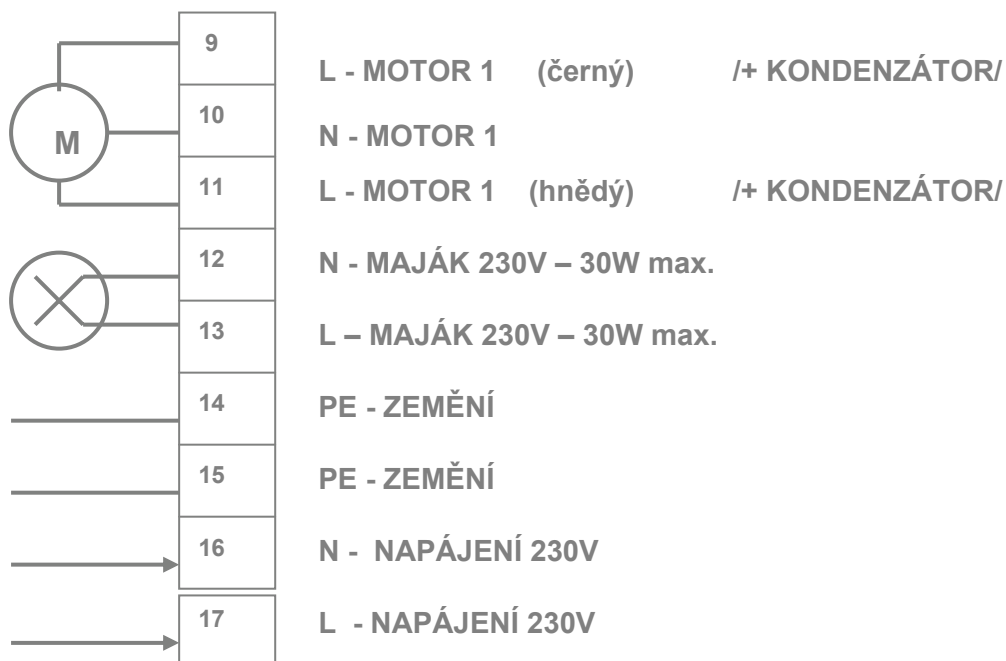 9
L - MOTOR 1 (černý) /+ KONDENZÁTOR/
10
M
N - MOTOR 1
11
L - MOTOR 1 (hnědý) /+ KONDENZÁTOR/
12
N - MAJÁK 230V – 30W max.
13
L – MAJÁK 230V – 30W max.
14
PE - ZEMĚNÍ
15
PE - ZEMĚNÍ
16
N - NAPÁJENÍ 230V
17
L - NAPÁJENÍ 230V